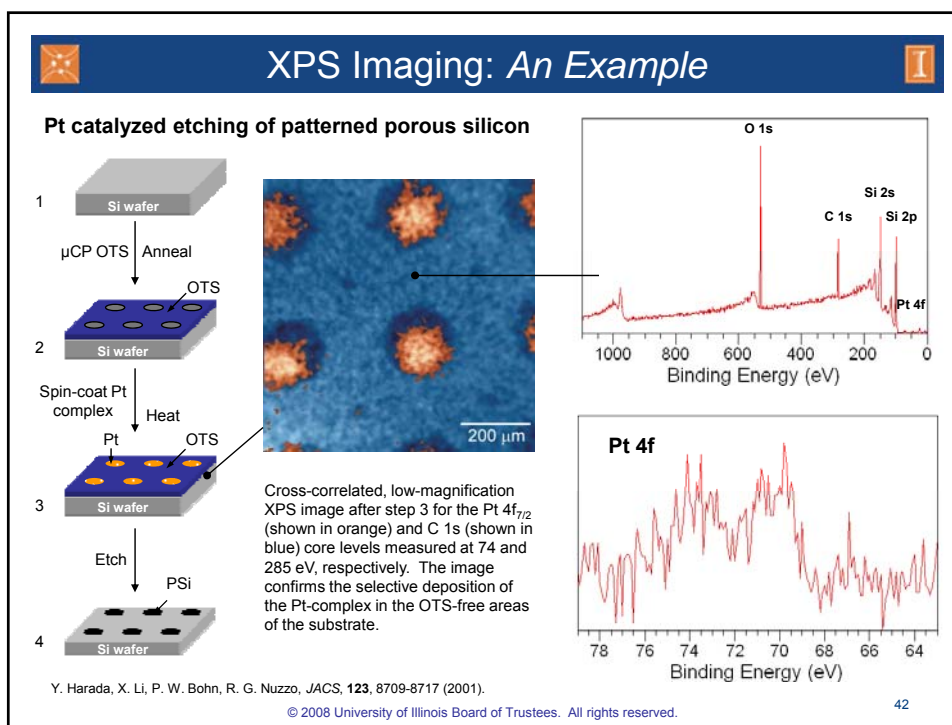 XPS Imaging: An Example
Pt catalyzed etching of patterned porous silicon
1
Si wafer
μCP OTS
Anneal
OTS
2
Si wafer
Spin-coat Pt
complex
Heat
Pt
OTS
3
Si wafer
Etch
PSi
4
Si wafer
200 μm
Cross-correlated, low-magnification
XPS image after step 3 for the Pt 4f7/2
(shown in orange) and C 1s (shown in
blue) core levels measured at 74 and
285 eV, respectively. The image
confirms the selective deposition of
the Pt-complex in the OTS-free areas
of the substrate.
O 1s
Si 2s
C 1s
Si 2p
Pt 4f
1000 800 600 400 200 0
Binding Energy (eV)
Pt 4f
78 76 74 72 70 68 66 64
Binding Energy (eV)
Y. Harada, X. Li, P. W. Bohn, R. G. Nuzzo, JACS, 123, 8709-8717 (2001).
© 2008 University of Illinois Board of Trustees. All rights reserved.
42